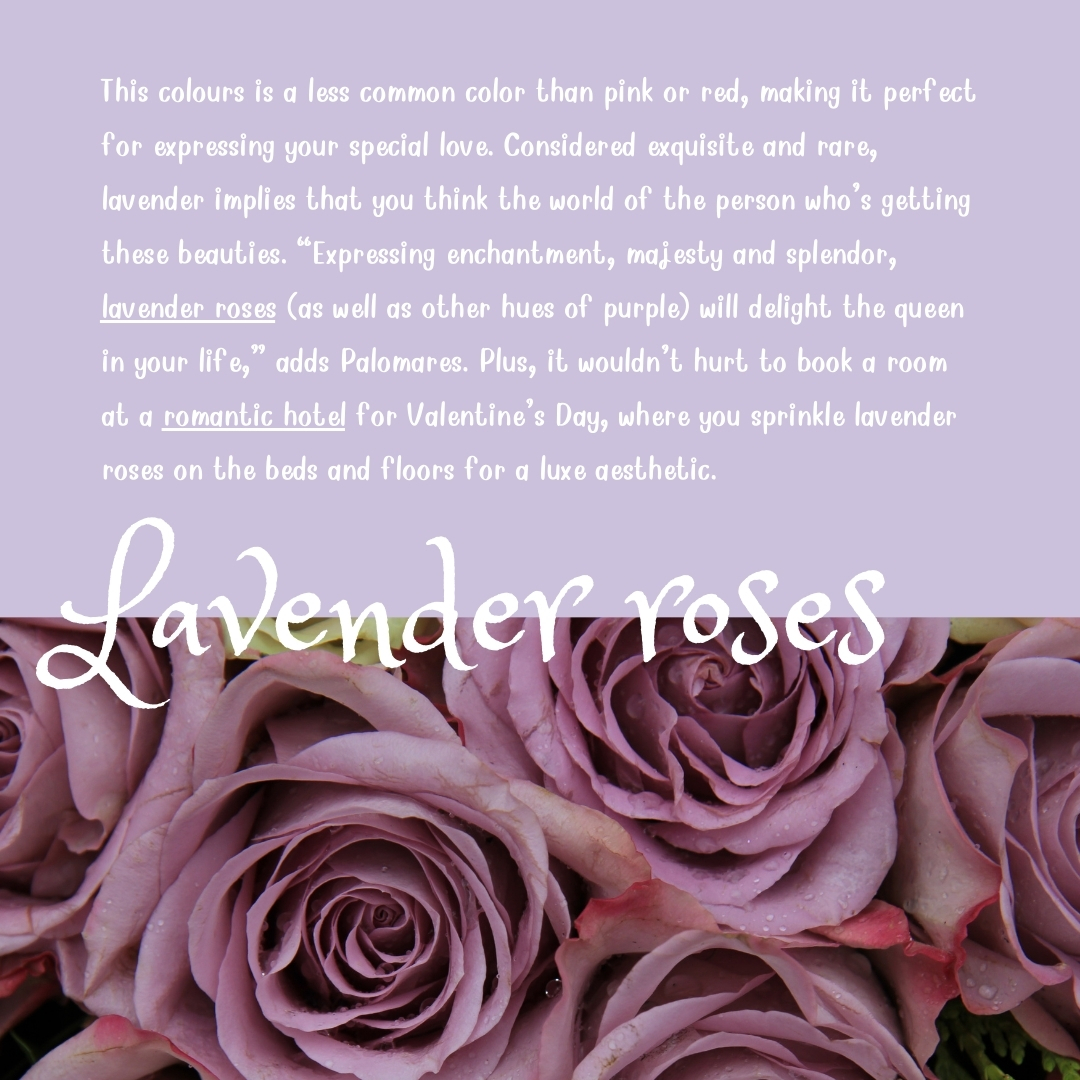 This colours is a less common color than pink or red, making it perfect
for expressing your special love. Considered exquisite and rare,
lavender implies that you think the world of the person who’s getting
these beauties. “Expressing enchantment, majesty and splendor,
lavender roses (as well as other hues of purple) will delight the queen
in your life,” adds Palomares. Plus, it wouldn’t hurt to book a room
at a romantic hotel for Valentine’s Day, where you sprinkle lavender
roses on the beds and floors for a luxe aesthetic.
Lavender roses